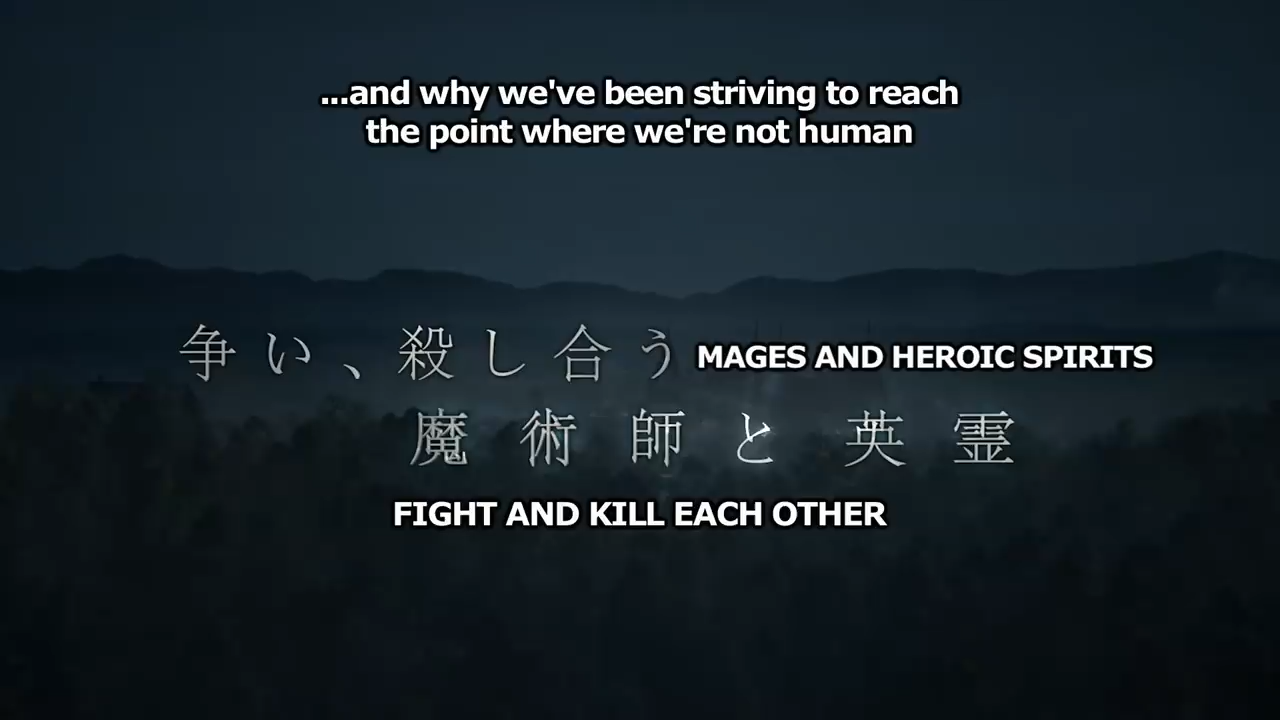 ...and why we've been striving to reach
the point where we're not human
争い、殺し合う MAGES AND HEROIC SPIRITS
魔術師と英霊
FIGHT AND KILL EACH OTHER